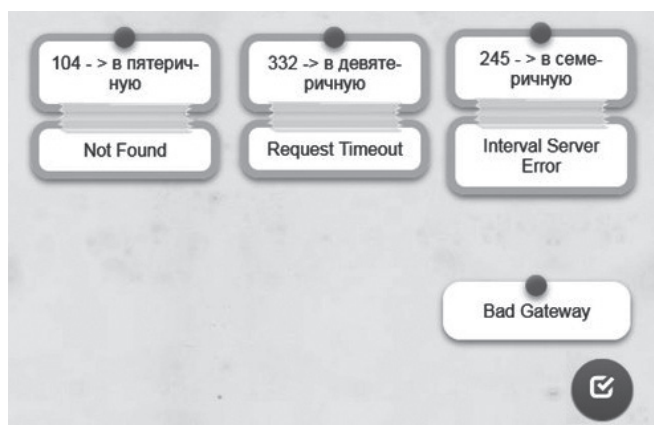 104 - > в пятерич-
ную
332 -> в девяте-
ричную
245 - > в семе-
ричную
Not Found
Request Timeout
Interval Server
Error
Bad Gateway